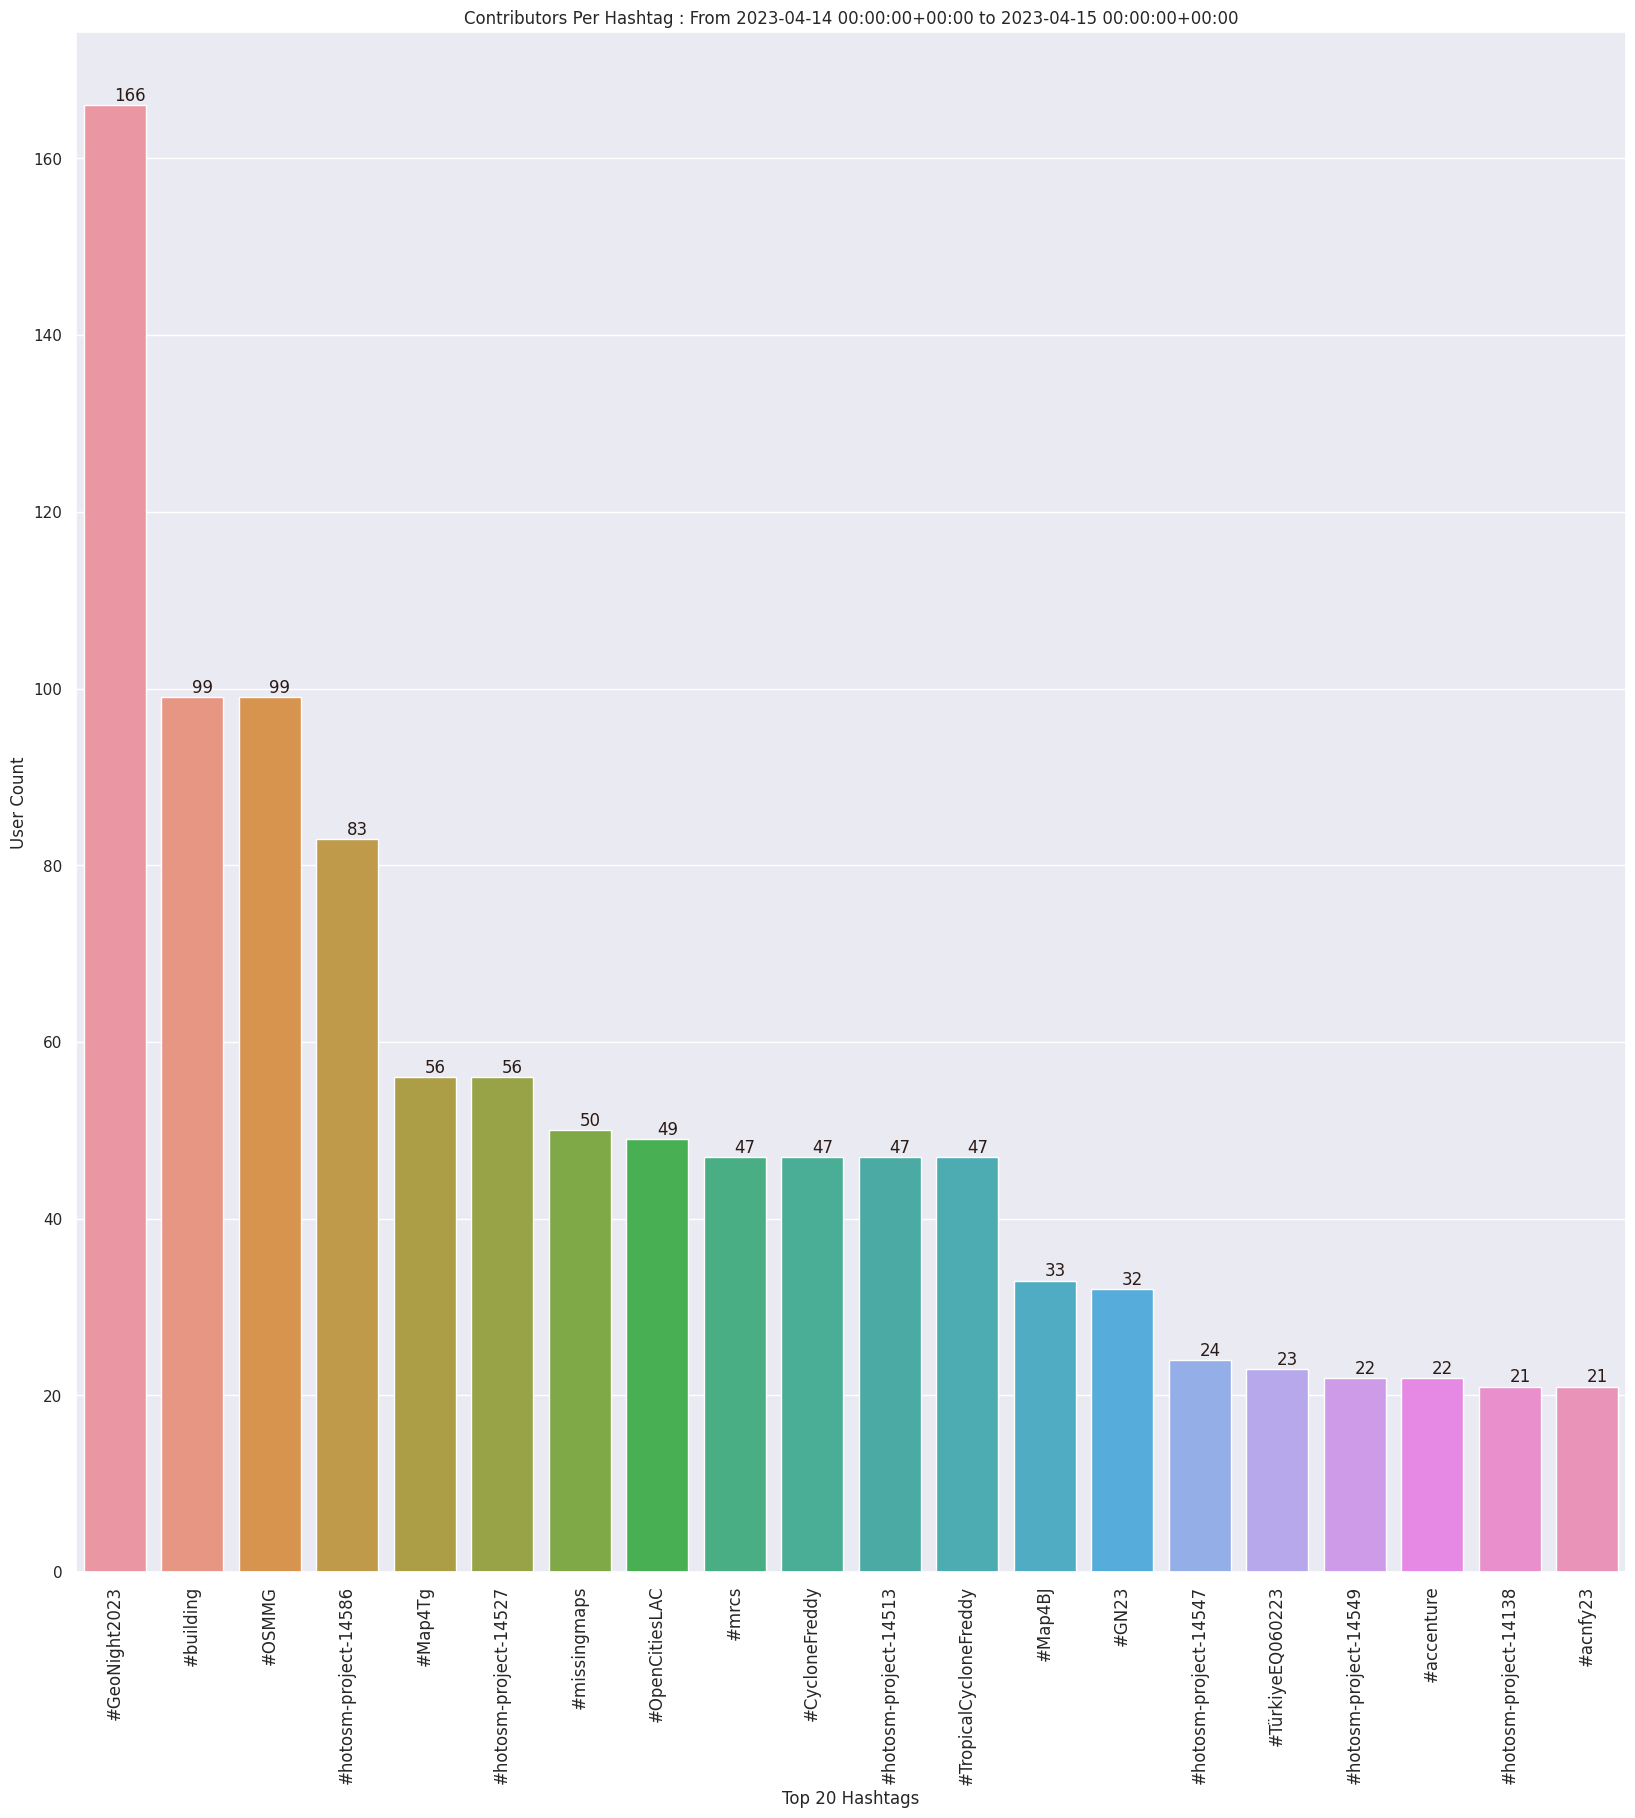 Contributors Per Hashtag : From 2023-04-14 00:00:00+00:00 to 2023-04-15 00:00:00+00:00
User Count
160
140
120
100
80
60
40
20
0
166
99
99
83
56
56
50
49
47
47
47
47
33
32
24
23
22
22
21
21
#GeoNight2023
#building
#OSMMG
#hotosm-project-14586
#Map4Tg
#hotosm-project-14527
#missingmaps
#OpenCitiesLAC
#mrcs
#CycloneFreddy
#hotosm-project-14513
#TropicalCycloneFreddy
#Map4BJ
#GN23
#hotosm-project-14547
#TürkiyeEQ060223
#hotosm-project-14549
#accenture
#hotosm-project-14138
#acnfy23
Top 20 Hashtags